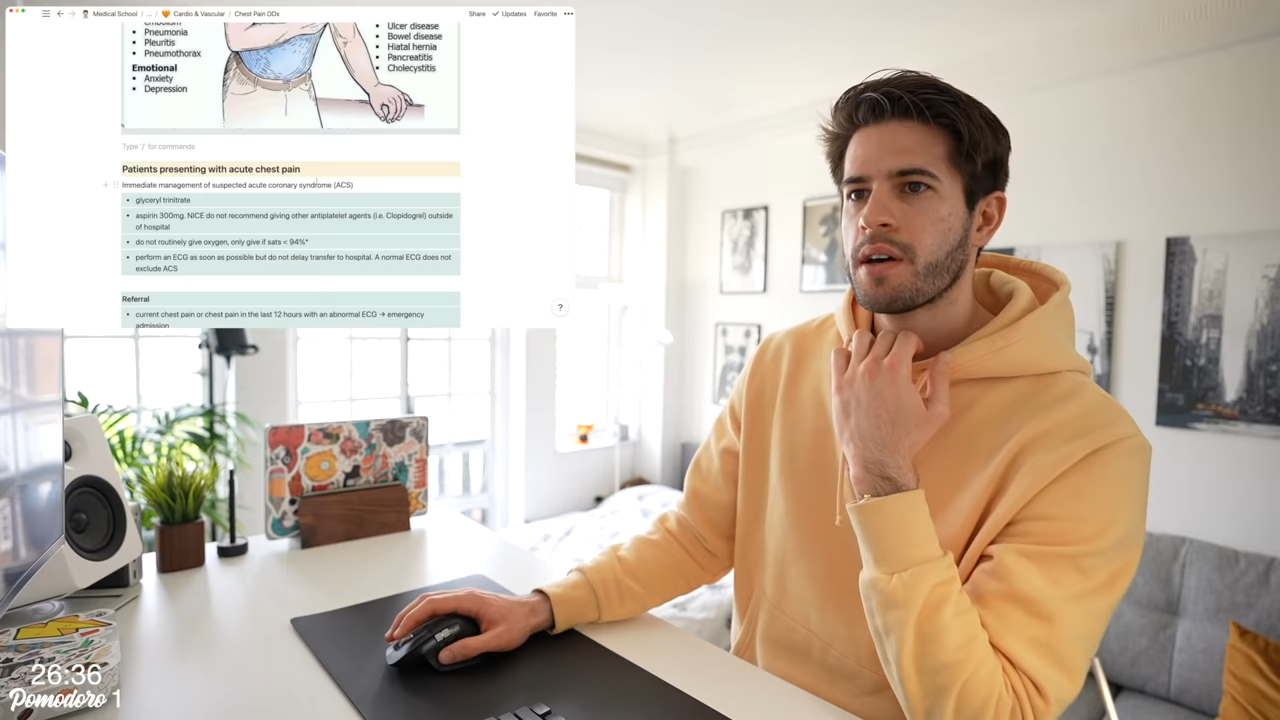 Medical School / ... / Cardio & Vascular / Chest Pain DDx
Share Updates Favorite •••
• Pneumonia
• Pleuritis
• Pneumothorax
Emotional
• Anxiety
• Depression
• Ulcer disease
• Bowel disease
• Hiatal hernia
• Pancreatitis
• Cholecystitis
Type '/' for commands
Patients presenting with acute chest pain
Immediate management of suspected acute coronary syndrome (ACS)
• glyceryl trinitrate
• aspirin 300mg. NICE do not recommend giving other antiplatelet agents (i.e. Clopidogrel) outside
of hospital
• do not routinely give oxygen, only give if sats < 94%*
• perform an ECG as soon as possible but do not delay transfer to hospital. A normal ECG does not
exclude ACS
Referral
• current chest pain or chest pain in the last 12 hours with an abnormal ECG → emergency
admission
?
26:36
Pomodoro 1